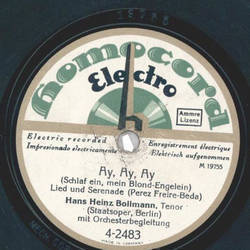 19755
Homocord
Electro
Ammre
Lizenz
Electric recorded
Enregistrement électrique
Impresionado electricamente
Elektrisch aufgenommen
M 19755
Ay, Ay, Ay
(Schlaf ein, mein Blond-Engelein)
Lied und Serenade (Perez Freire-Beda)
Hans Heinz Bollmann, Tenor
(Staatsoper, Berlin)
mit Orchesterbegleitung
4-2483